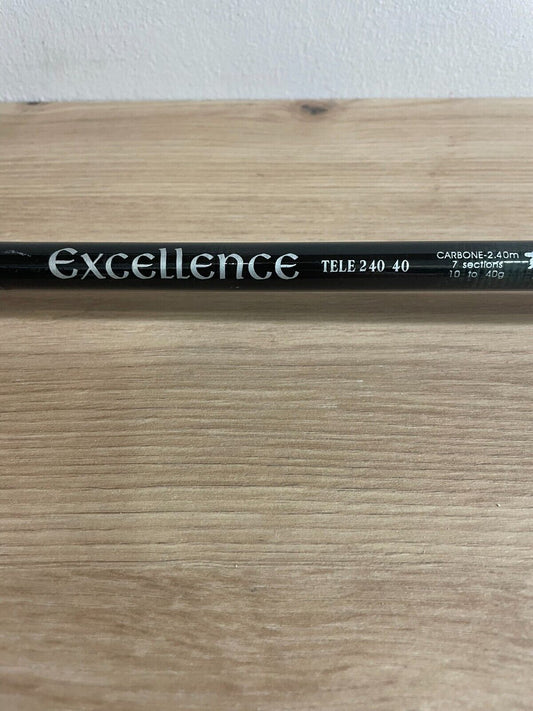 Excellence TELE 240 40
CARBONE-2.40m
7 sections
10 to 40g